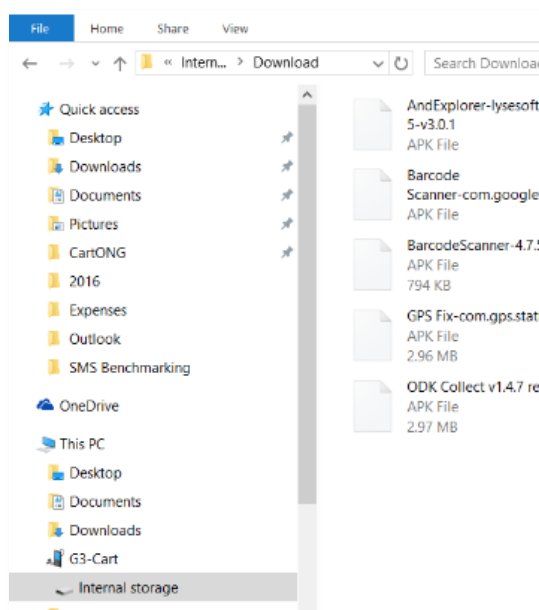 File Home Share View
« Intern... > Download
Search Downloa
Quick access
Desktop
Downloads
Documents
Pictures
CartONG
2016
Expenses
Outlook
SMS Benchmarking
OneDrive
This PC
Desktop
Documents
Downloads
G3-Cart
Internal storage
AndExplorer-lysesoft
5-v3.0.1
APK File
Barcode
Scanner-com.google
APK File
BarcodeScanner-4.7.5
APK File
794 KB
GPS Fix-com.gps.stat
APK File
2.96 MB
ODK Collect v1.4.7 re
APK File
2.97 MB